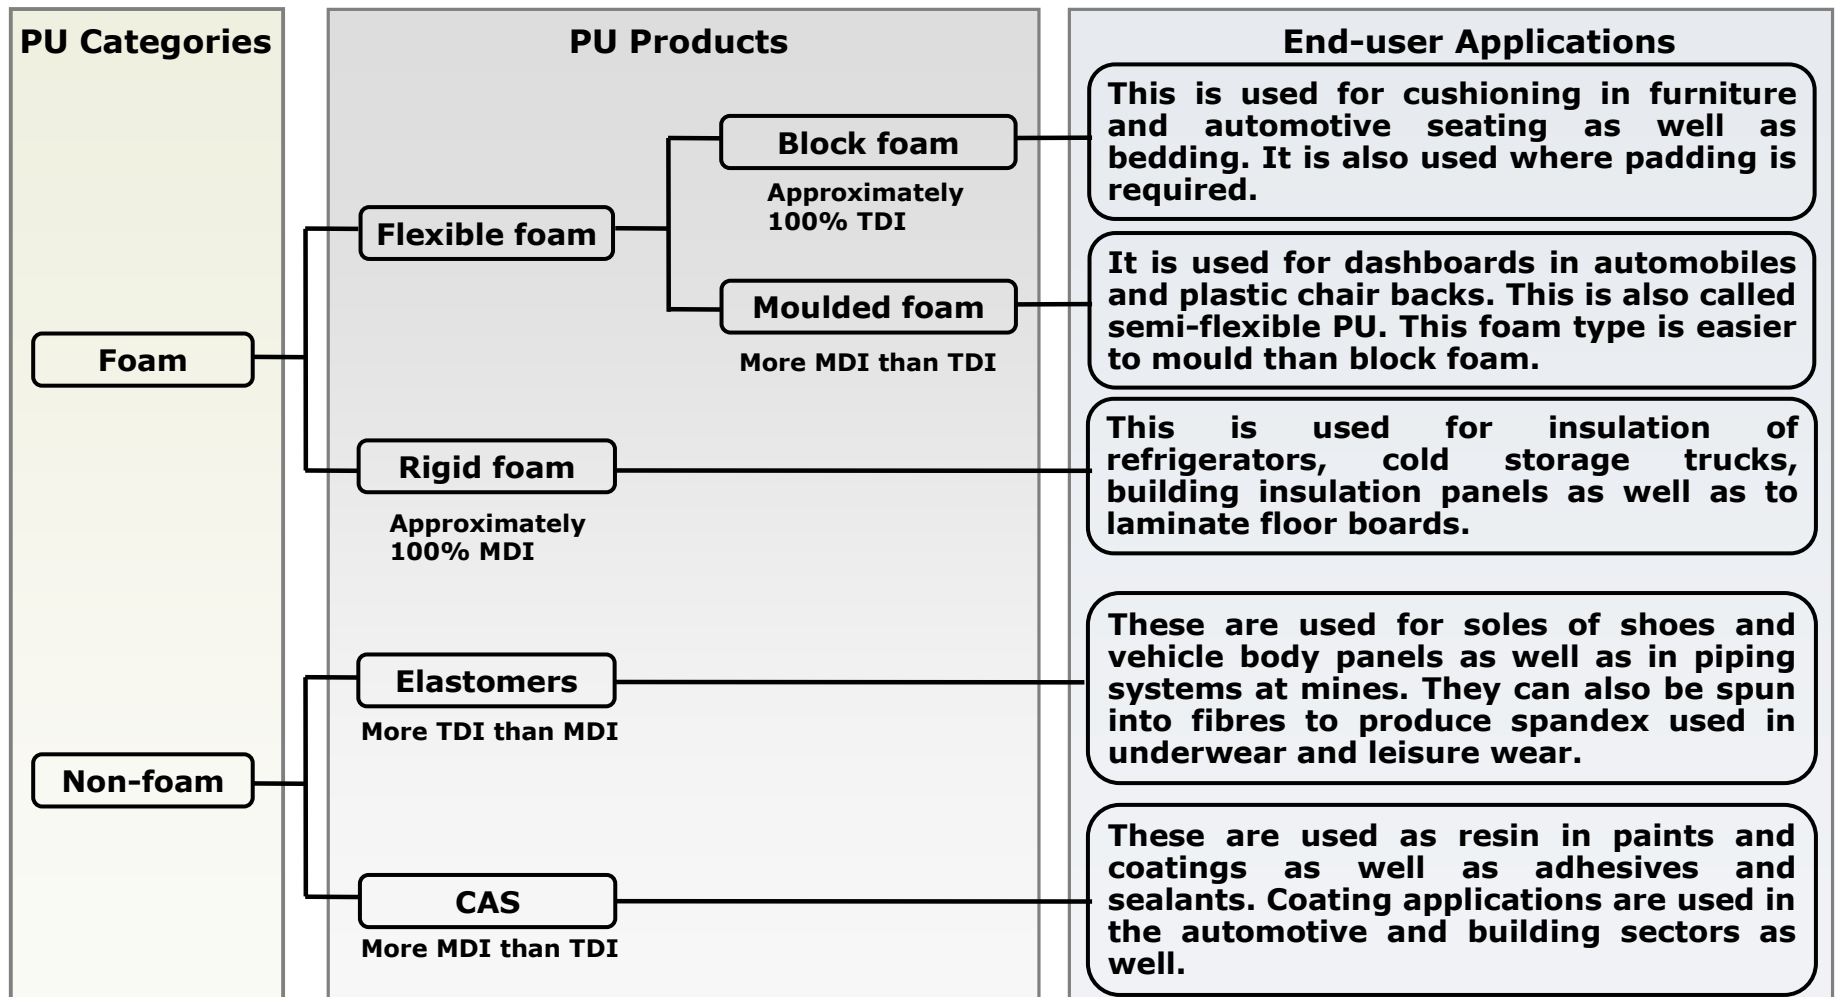 PU Categories
PU Products
End-user Applications
Foam
Flexible foam
Block foam
Approximately
100% TDI
This is used for cushioning in furniture
and automotive seating as well as
bedding. It is also used where padding is
required.
Moulded foam
More MDI than TDI
It is used for dashboards in automobiles
and plastic chair backs. This is also called
semi-flexible PU. This foam type is easier
to mould than block foam.
Rigid foam
Approximately
100% MDI
This is used for insulation of
refrigerators, cold storage trucks,
building insulation panels as well as to
laminate floor boards.
Non-foam
Elastomers
More TDI than MDI
These are used for soles of shoes and
vehicle body panels as well as in piping
systems at mines. They can also be spun
into fibres to produce spandex used in
underwear and leisure wear.
CAS
More MDI than TDI
These are used as resin in paints and
coatings as well as adhesives and
sealants. Coating applications are used in
the automotive and building sectors as
well.